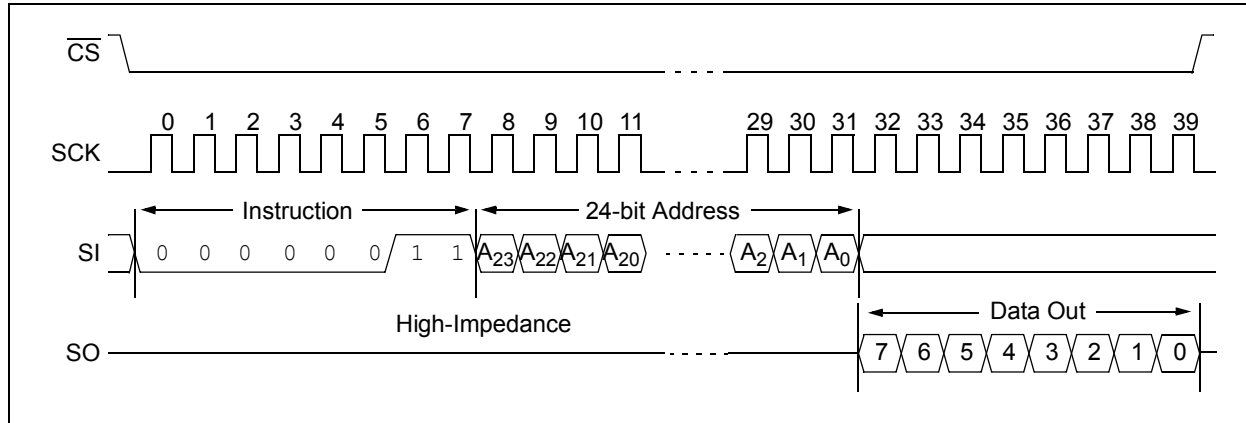 CS
0 1 2 3 4 5 6 7 8 9 10 11 29 30 31 32 33 34 35 36 37 38 39
SCK
Instruction 24-bit Address
SI 0 0 0 0 0 0 1 1 A23 A22 A21 A20 A2 A1 A0
High-Impedance Data Out
SO 7 6 5 4 3 2 1 0